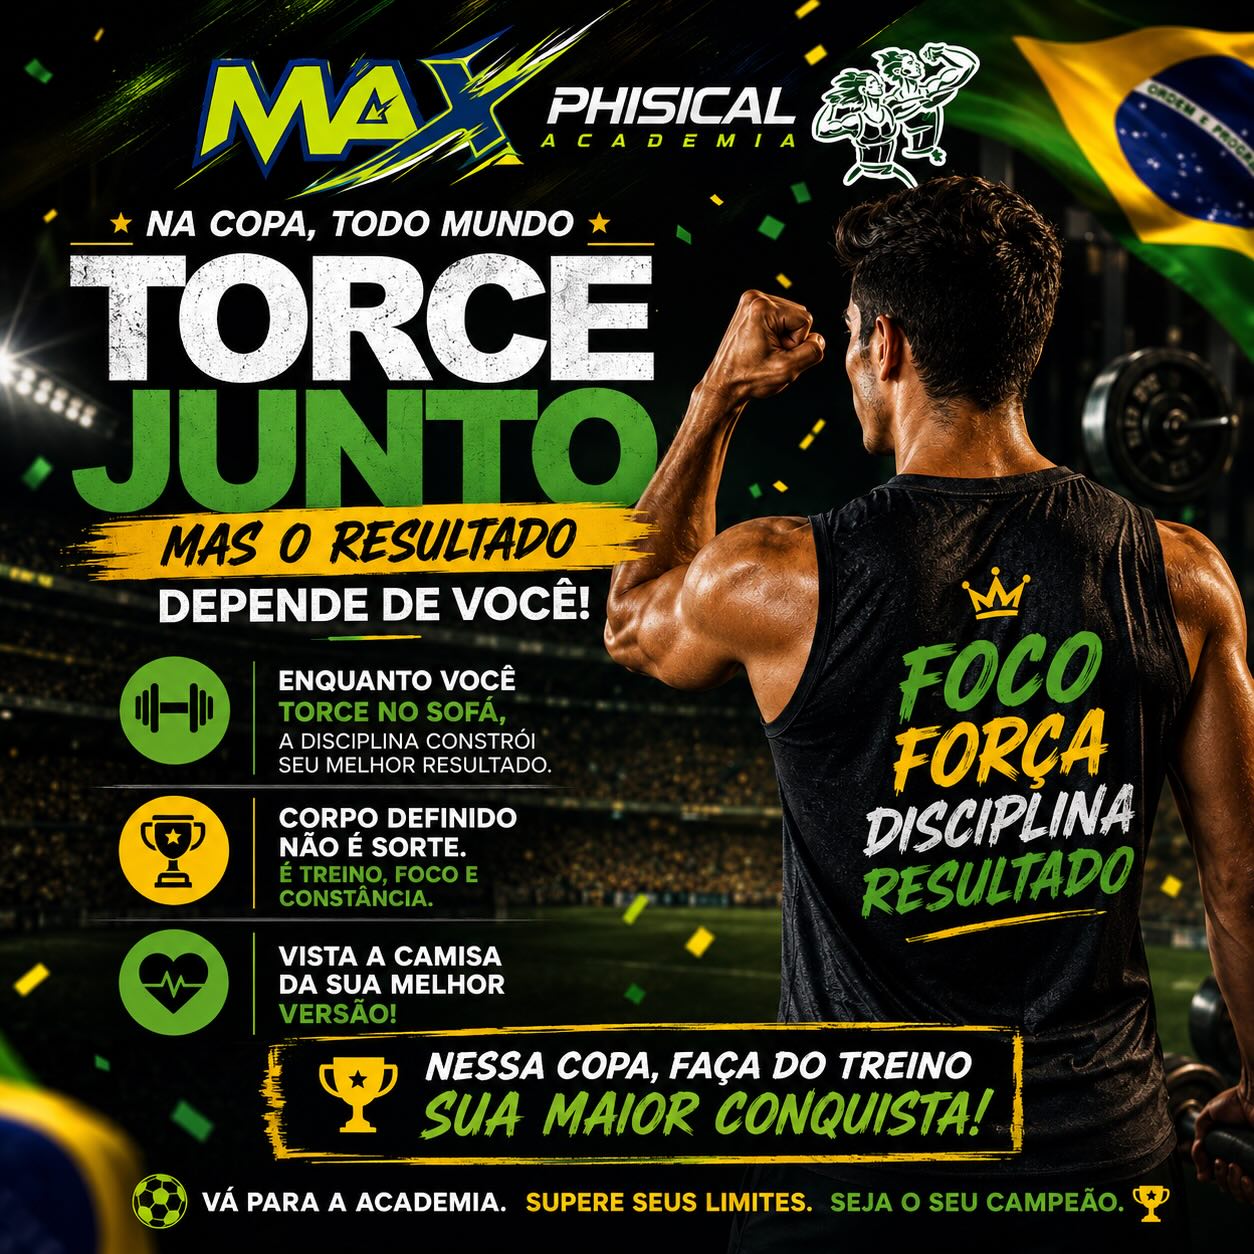 MAX PHISICAL
ACADEMIA
ORDEM E PROGRES
NA COPA, TODO MUNDO
TORCE
JUNTO
MAS O RESULTADO
DEPENDE DE VOCÊ!
ENQUANTO VOCÊ
TORCE NO SOFÁ,
A DISCIPLINA CONSTRÓI
SEU MELHOR RESULTADO.
CORPO DEFINIDO
NÃO É SORTE.
É TREINO, FOCO E
CONSTÂNCIA.
VISTA A CAMISA
DA SUA MELHOR
VERSÃO!
FOCO
FORÇA
DISCIPLINA
RESULTADO
NESSA COPA, FAÇA DO TREINO
SUA MAIOR CONQUISTA!
VÁ PARA A ACADEMIA. SUPERE SEUS LIMITES. SEJA O SEU CAMPEÃO.